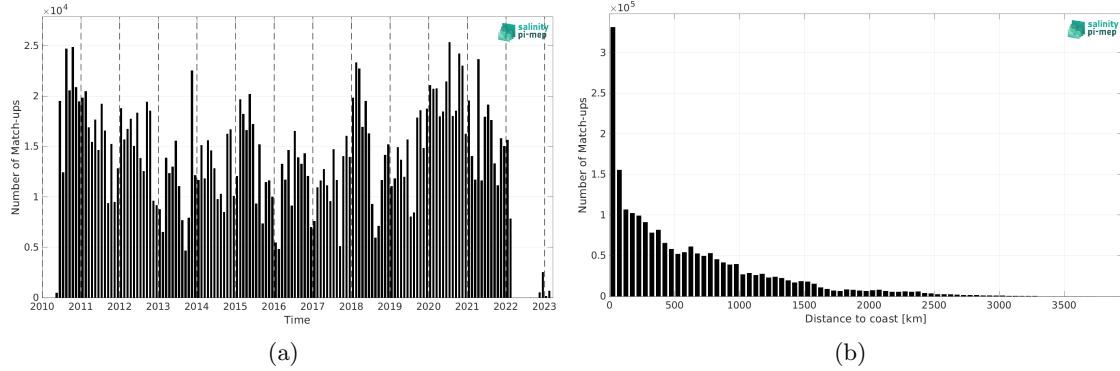 ×10⁴
2.5
2
1.5
1
0.5
0
Number of Match-ups
2010 2011 2012 2013 2014 2015 2016 2017 2018 2019 2020 2021 2022 2023
Time
salinity
pi-mep
(a)
×10⁵
3
2.5
2
1.5
1
0.5
0
Number of Match-ups
0 500 1000 1500 2000 2500 3000 3500
Distance to coast [km]
salinity
pi-mep
(b)